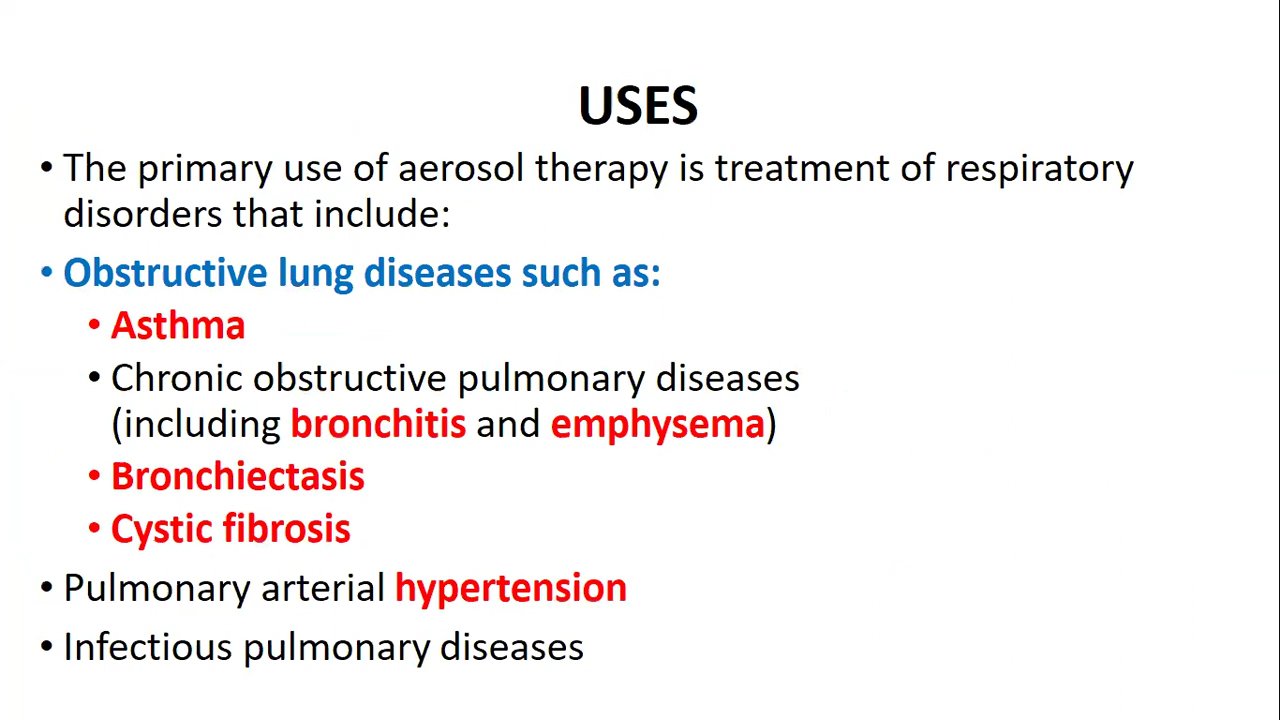 USES
• The primary use of aerosol therapy is treatment of respiratory
disorders that include:
• Obstructive lung diseases such as:
• Asthma
• Chronic obstructive pulmonary diseases
(including bronchitis and emphysema)
• Bronchiectasis
• Cystic fibrosis
• Pulmonary arterial hypertension
• Infectious pulmonary diseases